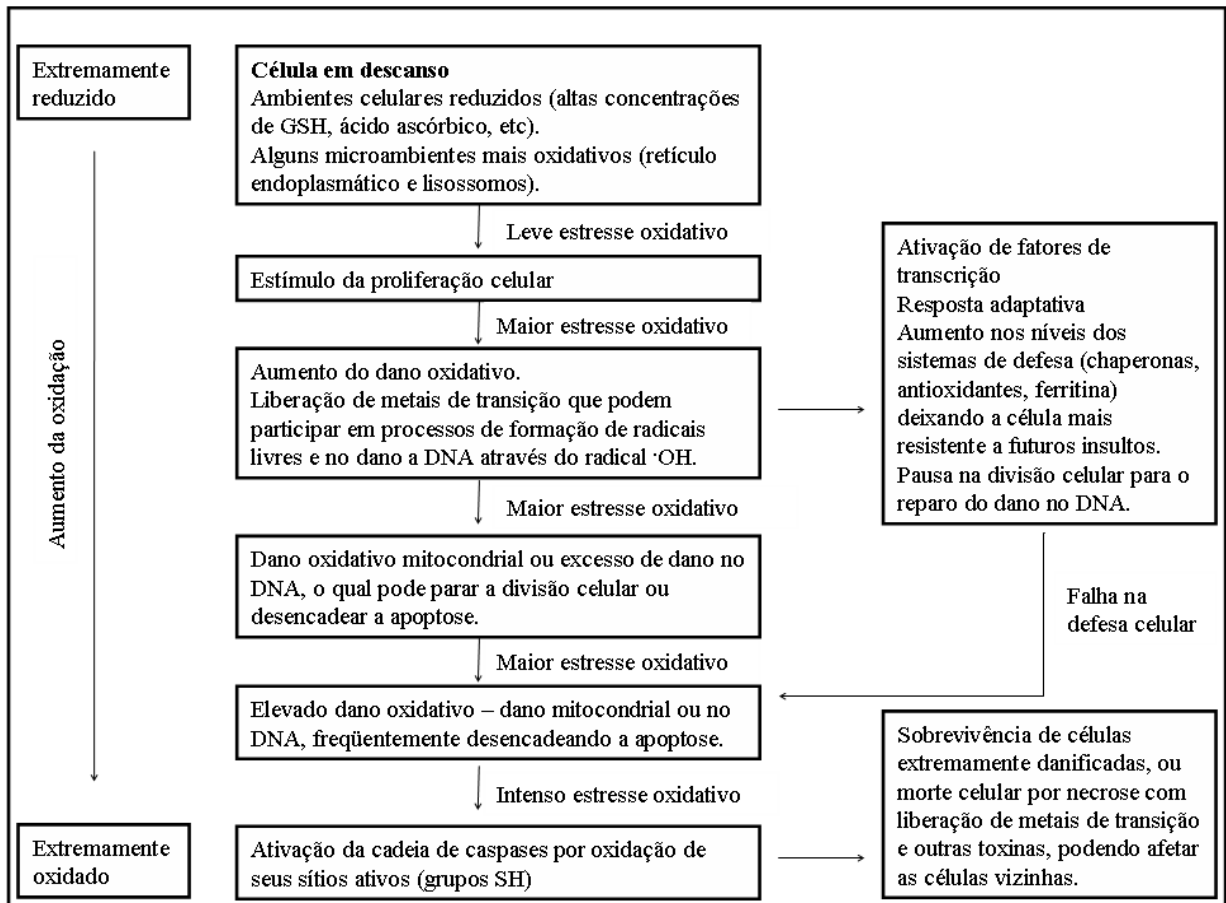 Extremamente
reduzido
Célula em descanso
Ambientes celulares reduzidos (altas concentrações
de GSH, ácido ascórbico, etc).
Alguns microambientes mais oxidativos (retículo
endoplasmático e lisossomos).
Leve estresse oxidativo
Estímulo da proliferação celular
Maior estresse oxidativo
Aumento do dano oxidativo.
Liberação de metais de transição que podem
participar em processos de formação de radicais
livres e no dano a DNA através do radical ·OH.
Ativação de fatores de
transcrição
Resposta adaptativa
Aumento nos níveis dos
sistemas de defesa (chaperonas,
antioxidantes, ferritina)
deixando a célula mais
resistente a futuros insultos.
Pausa na divisão celular para o
reparo do dano no DNA.
Aumento da oxidação
Maior estresse oxidativo
Dano oxidativo mitocondrial ou excesso de dano no
DNA, o qual pode parar a divisão celular ou
desencadear a apoptose.
Falha na
defesa celular
Maior estresse oxidativo
Elevado dano oxidativo – dano mitocondrial ou no
DNA, freqüentemente desencadeando a apoptose.
Intenso estresse oxidativo
Extremamente
oxidado
Ativação da cadeia de caspases por oxidação de
seus sítios ativos (grupos SH)
Sobrevivência de células
extremamente danificadas, ou
morte celular por necrose com
liberação de metais de transição
e outras toxinas, podendo afetar
as células vizinhas.